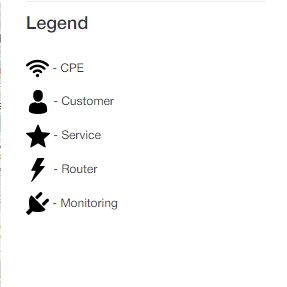 Legend
- CPE
- Customer
- Service
- Router
- Monitoring